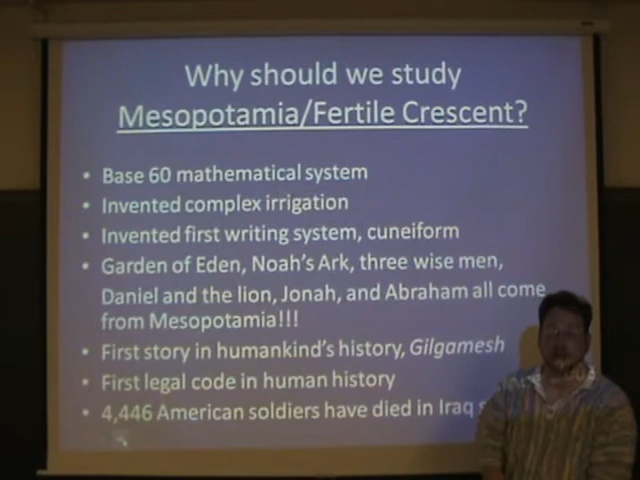 Why should we study
Mesopotamia/Fertile Crescent?
• Base 60 mathematical system
• Invented complex irrigation
• Invented first writing system, cuneiform
• Garden of Eden, Noah's Ark, three wise men,
Daniel and the lion, Jonah, and Abraham all come
from Mesopotamia!!!
• First story in humankind's history, Gilgamesh
• First legal code in human history
• 4,446 American soldiers have died in Iraq